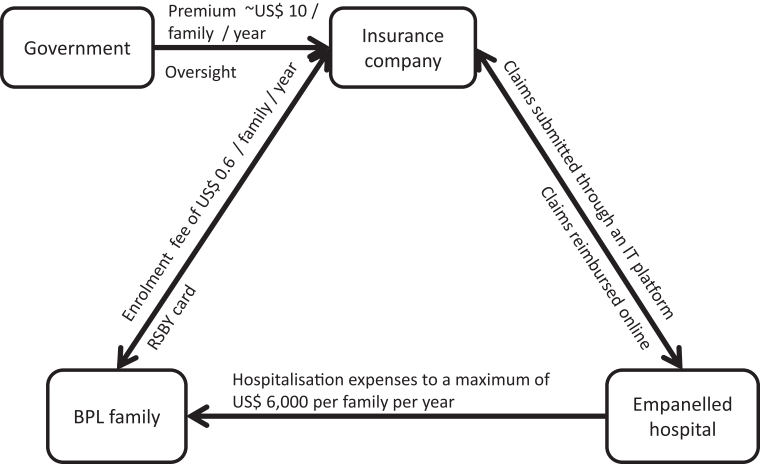 Premium ~US$ 10 /
family / year
Government
Oversight
Insurance
company
Enrolment fee of US$ 0.6 / family / year
RSBY card
Claims submitted through an IT platform
Claims reimbursed online
Hospitalisation expenses to a maximum of
US$ 6,000 per family per year
BPL family
Empanelled
hospital